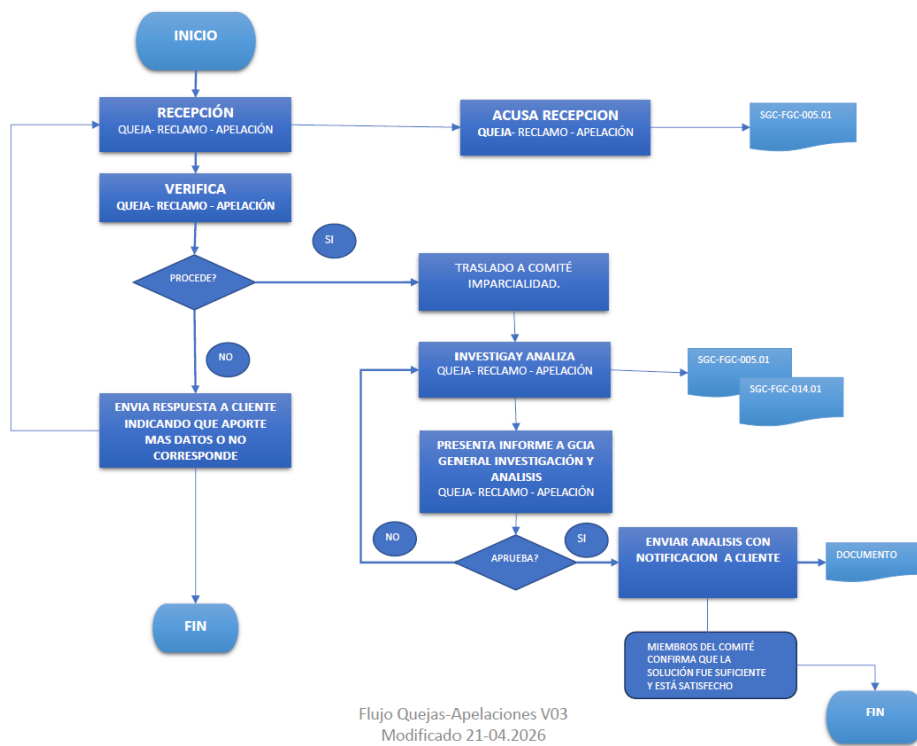 INICIO
RECEPCIÓN
QUEJA- RECLAMO - APELACIÓN
ACUSA RECEPCION
QUEJA- RECLAMO - APELACIÓN
SGC-FGC-005.01
VERIFICA
QUEJA- RECLAMO - APELACIÓN
SI
PROCEDE?
TRASLADO A COMITÉ
IMPARCIALIDAD.
NO
INVESTIGAY ANALIZA
QUEJA- RECLAMO - APELACIÓN
SGC-FGC-005.01
SGC-FGC-014.01
ENVIA RESPUESTA A CLIENTE
INDICANDO QUE APORTE
MAS DATOS O NO
CORRESPONDE
PRESENTA INFORME A GCIA
GENERAL INVESTIGACIÓN Y
ANALISIS
QUEJA- RECLAMO - APELACIÓN
NO
APRUEBA?
SI
ENVIAR ANALISIS CON
NOTIFICACION A CLIENTE
DOCUMENTO
FIN
MIEMBROS DEL COMITÉ
CONFIRMA QUE LA
SOLUCIÓN FUE SUFICIENTE
Y ESTÁ SATISFECHO
FIN
Flujo Quejas-Apelaciones V03
Modificado 21-04.2026